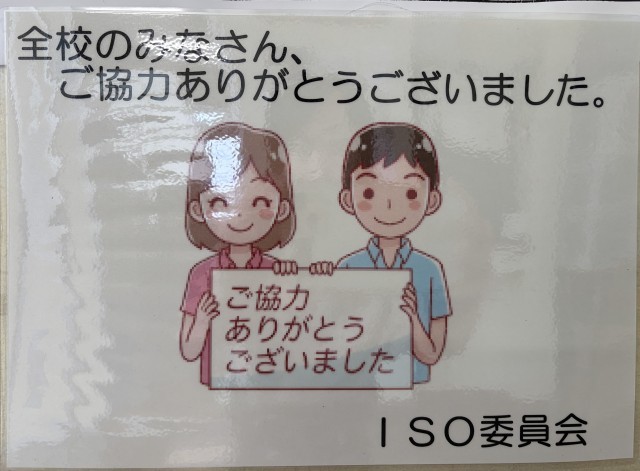 全校のみなさん、
ご協力ありがとうございました。
ご協力
ありがとう
ございました
ＩＳＯ委員会